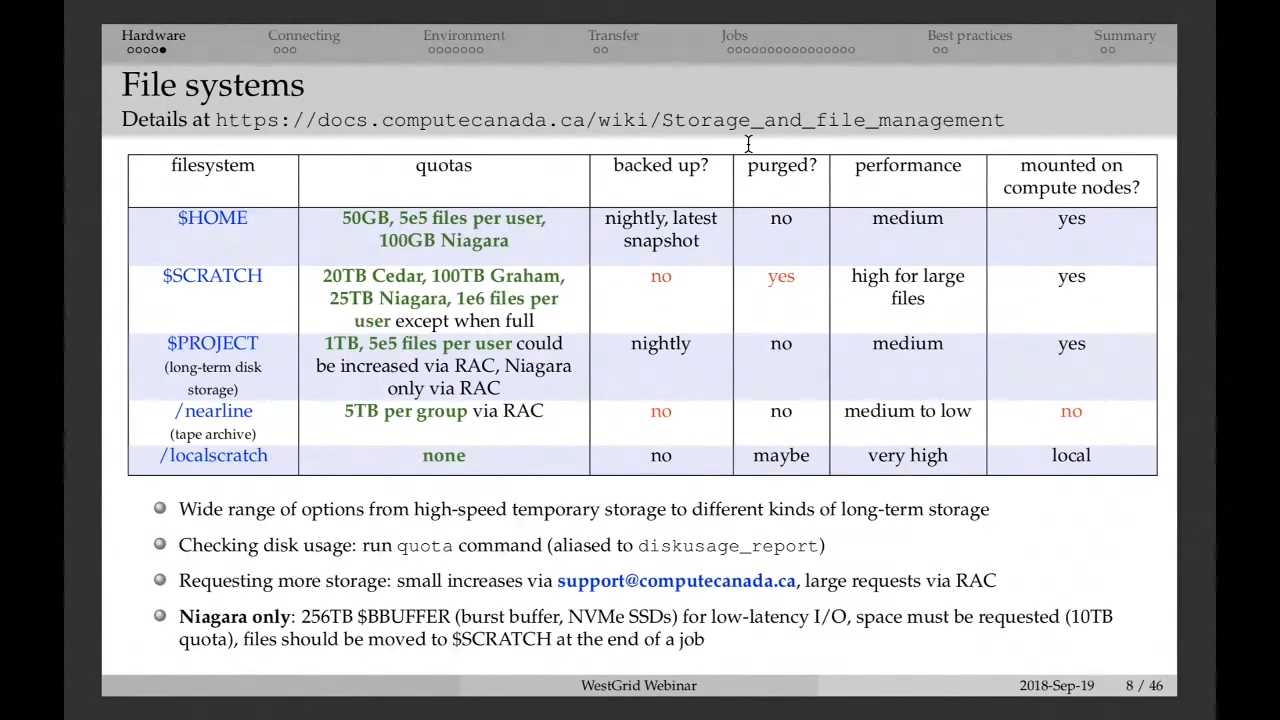 Hardware Connecting Environment Transfer Jobs Best practices Summary
File systems
Details at https://docs.computecanada.ca/wiki/Storage_and_file_management
filesystem quotas backed up? purged? performance mounted on
compute nodes?
$HOME 50GB, 5e5 files per user, nightly, latest no medium yes
100GB Niagara snapshot
$SCRATCH 20TB Cedar, 100TB Graham, no yes high for large yes
25TB Niagara, 1e6 files per files
user except when full
$PROJECT 1TB, 5e5 files per user could nightly no medium yes
(long-term disk be increased via RAC, Niagara
storage) only via RAC
/nearline 5TB per group via RAC no no medium to low no
(tape archive)
/localscratch none no maybe very high local
Wide range of options from high-speed temporary storage to different kinds of long-term storage
Checking disk usage: run quota command (aliased to diskusage_report)
Requesting more storage: small increases via support@computecanada.ca, large requests via RAC
Niagara only: 256TB $BBUFFER (burst buffer, NVMe SSDs) for low-latency I/O, space must be requested (10TB
quota), files should be moved to $SCRATCH at the end of a job
WestGrid Webinar 2018-Sep-19 8 / 46